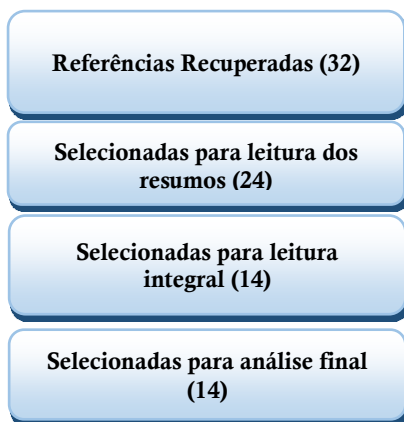 Referências Recuperadas (32)
Selecionadas para leitura dos
resumos (24)
Selecionadas para leitura
integral (14)
Selecionadas para análise final
(14)